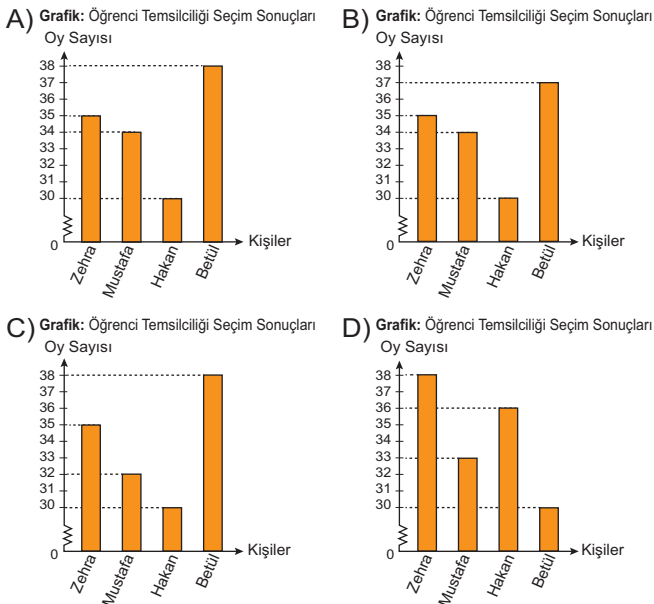 A) Grafik: Öğrenci Temsilciliği Seçim Sonuçları
Oy Sayısı
38
37
36
35
34
33
32
31
30
0
Kişiler
Zehra
Mustafa
Hakan
Betül
B) Grafik: Öğrenci Temsilciliği Seçim Sonuçları
Oy Sayısı
38
37
36
35
34
33
32
31
30
0
Kişiler
Zehra
Mustafa
Hakan
Betül
C) Grafik: Öğrenci Temsilciliği Seçim Sonuçları
Oy Sayısı
38
37
36
35
34
33
32
31
30
0
Kişiler
Zehra
Mustafa
Hakan
Betül
D) Grafik: Öğrenci Temsilciliği Seçim Sonuçları
Oy Sayısı
38
37
36
35
34
33
32
31
30
0
Kişiler
Zehra
Mustafa
Hakan
Betül